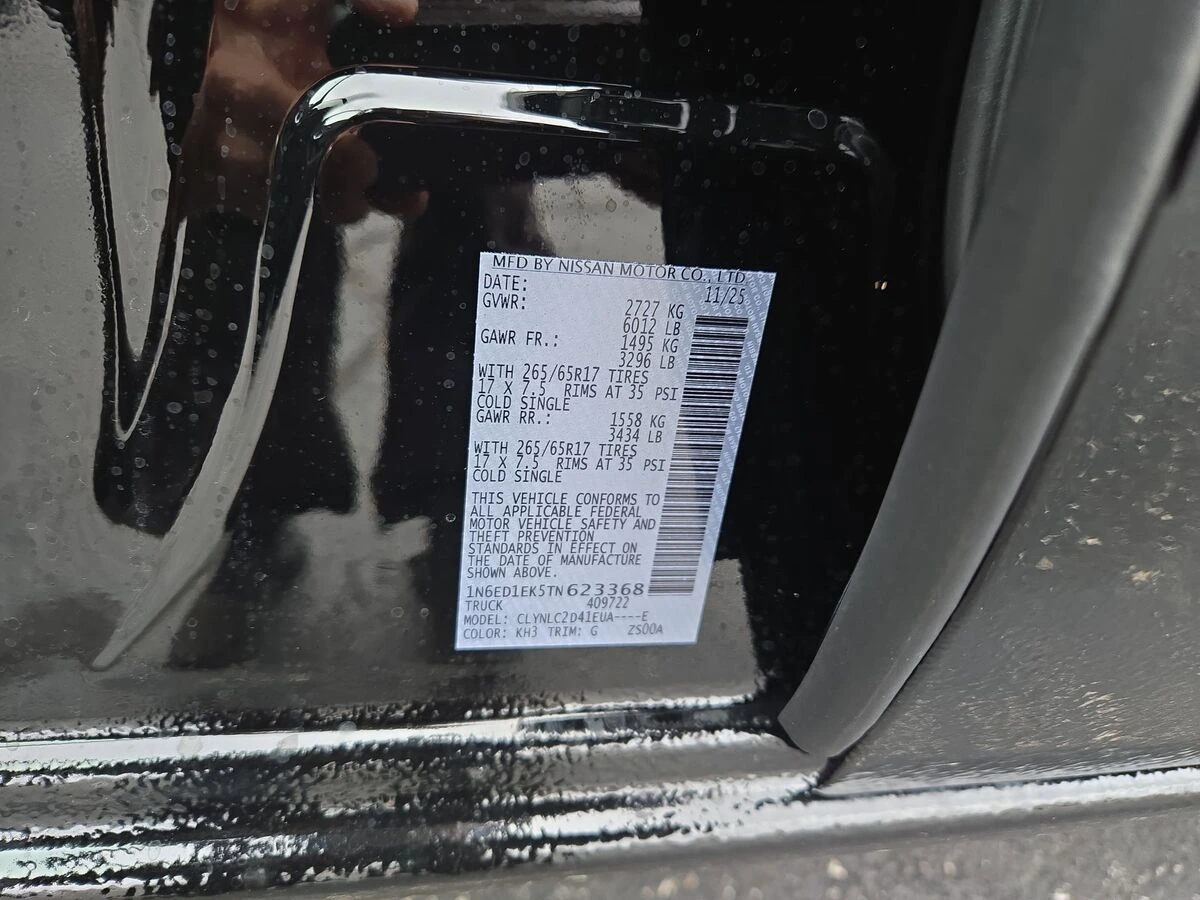 MFD BY NISSAN MOTOR CO., LTD
DATE: 11/25
GVWR: 2727 KG
6012 LB
GAWR FR.: 1495 KG
3296 LB
WITH 265/65R17 TIRES
17 X 7.5 RIMS AT 35 PSI
COLD SINGLE
GAWR RR.: 1558 KG
3434 LB
WITH 265/65R17 TIRES
17 X 7.5 RIMS AT 35 PSI
COLD SINGLE
THIS VEHICLE CONFORMS TO
ALL APPLICABLE FEDERAL
MOTOR VEHICLE SAFETY AND
THEFT PREVENTION
STANDARDS IN EFFECT ON
THE DATE OF MANUFACTURE
SHOWN ABOVE.
1N6ED1EK5TN623368
TRUCK 409722
MODEL: CLYNLC2D41EUA----E
COLOR: KH3 TRIM: G ZS00A